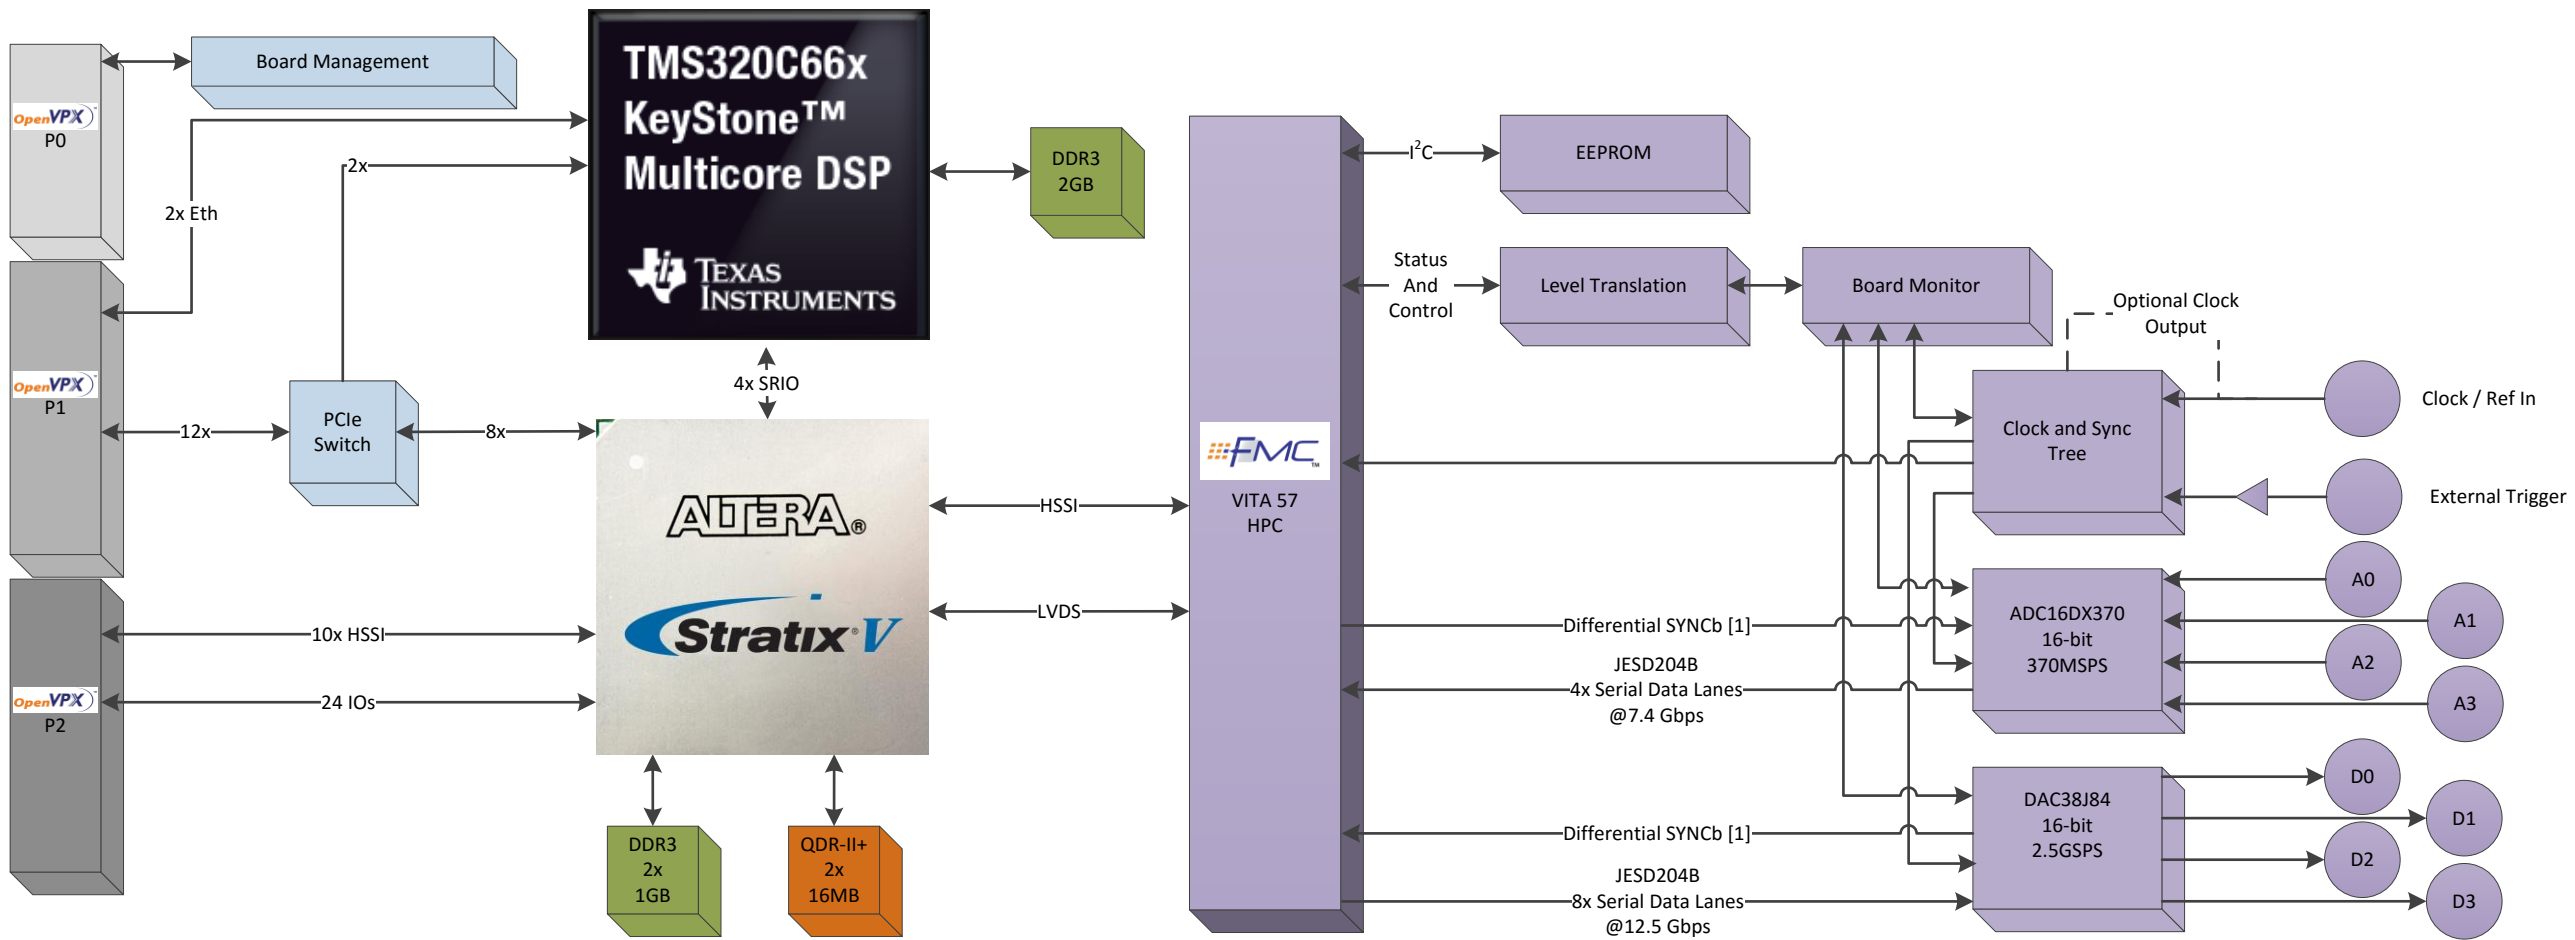 Board Management
OpenVPX™
P0
2x Eth
2x
OpenVPX™
P1
12x
PCIe
Switch
8x
10x HSSI
24 IOs
OpenVPX™
P2
TMS320C66x
KeyStone™
Multicore DSP
TEXAS
INSTRUMENTS
DDR3
2GB
4x SRIO
ALTERA®
Stratix® V
HSSI
LVDS
DDR3
2x
1GB
QDR-II+
2x
16MB
FMC™
VITA 57
HPC
I²C
EEPROM
Status
And
Control
Level Translation
Board Monitor
Optional Clock
Output
Clock and Sync
Tree
Clock / Ref In
External Trigger
Differential SYNCb [1]
JESD204B
4x Serial Data Lanes
@7.4 Gbps
ADC16DX370
16-bit
370MSPS
A0
A1
A2
A3
Differential SYNCb [1]
JESD204B
8x Serial Data Lanes
@12.5 Gbps
DAC38J84
16-bit
2.5GSPS
D0
D1
D2
D3